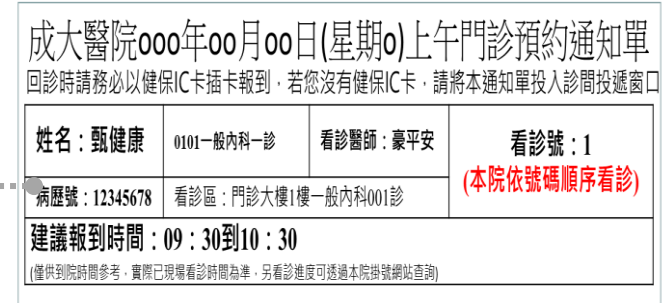 成大醫院ooo年oo月oo日(星期o)上午門診預約通知單
回診時請務必以健保IC卡插卡報到，若您沒有健保IC卡，請將本通知單投入診間投遞窗口
姓名：甄健康
0101一般內科一診
看診醫師：豪平安
看診號：1
(本院依號碼順序看診)
病歷號：12345678
看診區：門診大樓1樓一般內科001診
建議報到時間：09：30到10：30
(僅供到院時間參考，實際已現場看診時間為準，另看診進度可透過本院掛號網站查詢)